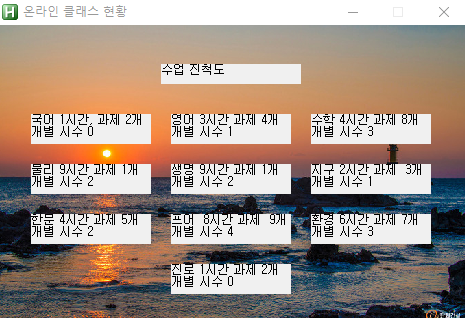 온라인 클래스 현황
수업 진척도
국어 1시간, 과제 2개
개별 시수 0
영어 3시간 과제 4개
개별 시수 1
수학 4시간 과제 8개
개별 시수 3
물리 9시간 과제 1개
개별 시수 2
생명 9시간 과제 1개
개별 시수 2
지구 2시간 과제 3개
개별 시수 1
한문 4시간 과제 5개
개별 시수 2
프어 8시간 과제 9개
개별 시수 4
환경 6시간 과제 7개
개별 시수 3
진로 1시간 과제 2개
개별 시수 0